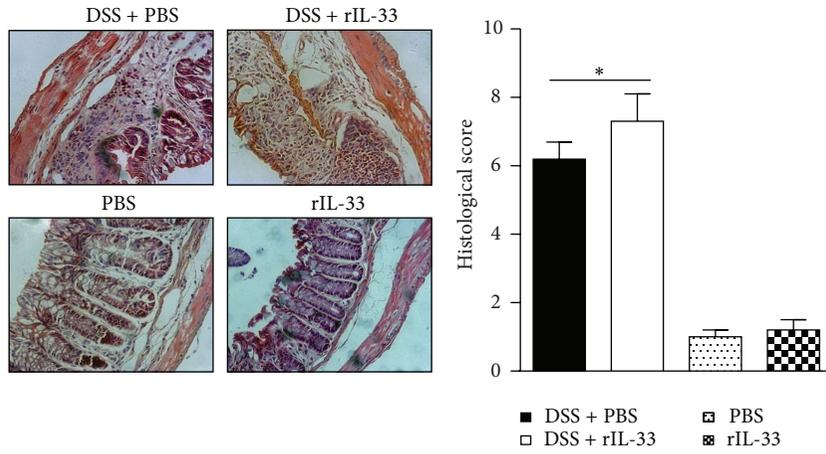 DSS + PBS
DSS + rIL-33
PBS
rIL-33
Histological score
10
8
6
4
2
0
*
DSS + PBS
PBS
DSS + rIL-33
rIL-33